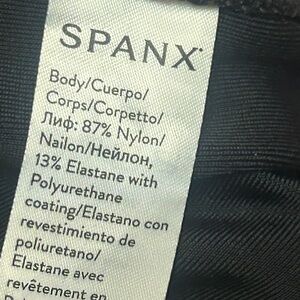 SPANX®
Body/Cuerpo/
Corps/Corpetto/
Лиф: 87% Nylon/
Nailon/Нейлон,
13% Elastane with
Polyurethane
coating/Elastano con
revestimiento de
poliuretano/
Elastane avec
revêtement en